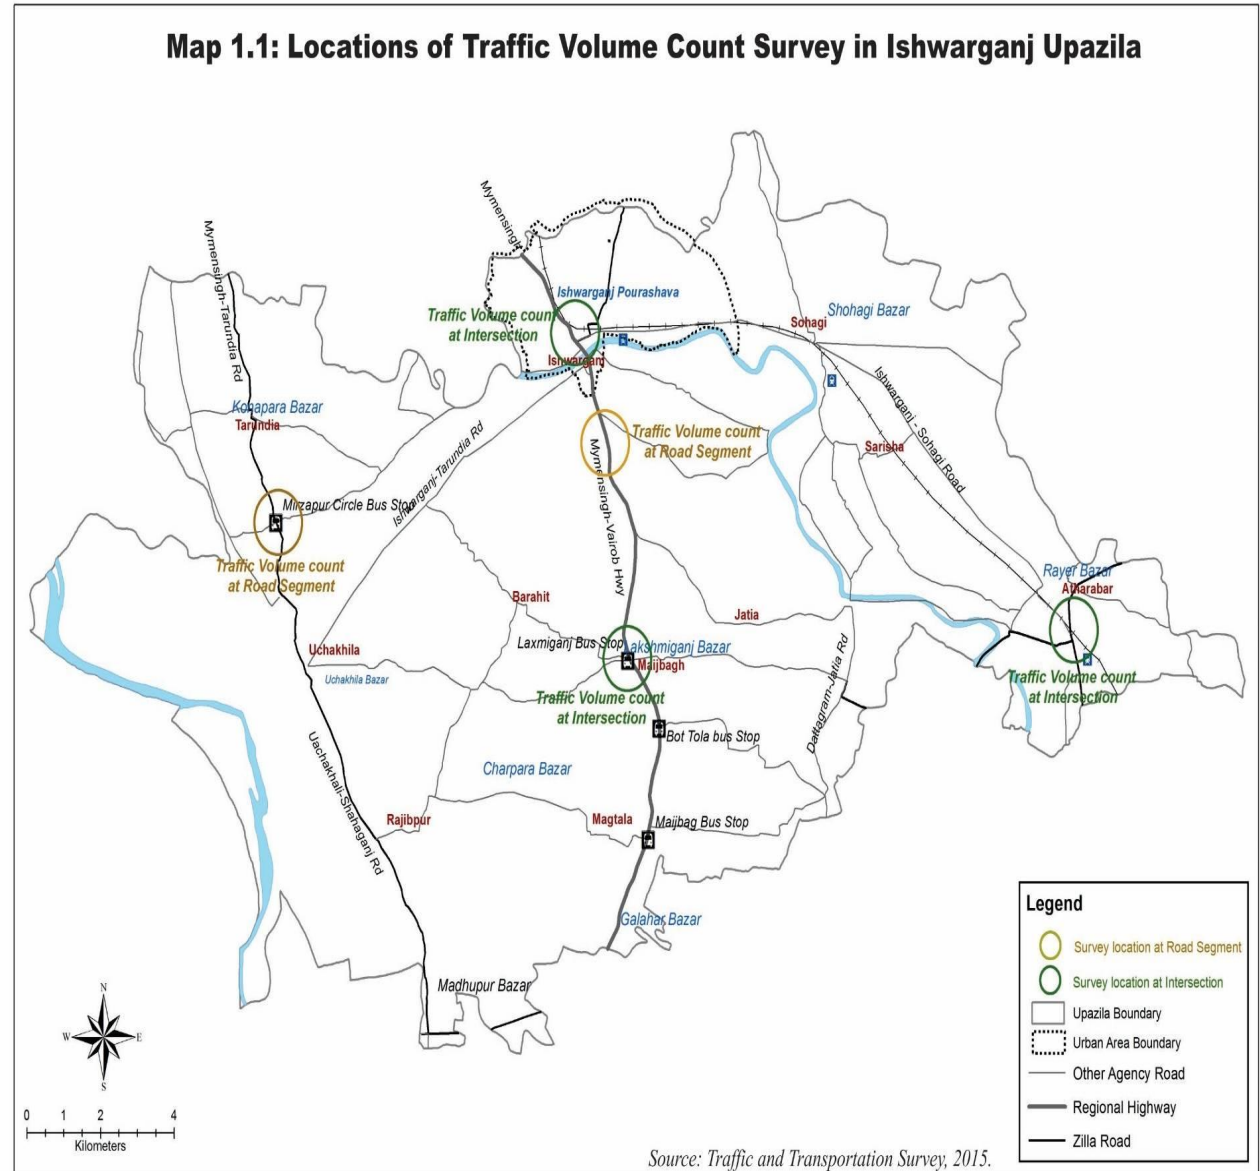 Map 1.1: Locations of Traffic Volume Count Survey in Ishwarganj Upazila
Mymensingh
Mymensingh-Tarundia Rd
Ishwarganj Pourashava
Traffic Volume count
at Intersection
Shohagi Bazar
Sohagi
Ishwarganj
Ishwarganj - Sohagi Road
Konapara Bazar
Tarundia
Ishwarganj-Tarundia Rd
Traffic Volume count
at Road Segment
Sarisha
Mymensingh-Vairob Hwy
Mirzapur Circle Bus Stop
Traffic Volume count
at Road Segment
Rayer Bazar
Atharabar
Barahit
Jatia
Laxmiganj Bus Stop
Lakshmiganj Bazar
Maijbagh
Uchakhila
Uchakhila Bazar
Traffic Volume count
at Intersection
Traffic Volume count
at Intersection
Dattagram-Jatia Rd
Bot Tola bus Stop
Uachakhali-Shahaganj Rd
Charpara Bazar
Rajibpur
Magtala
Maijbag Bus Stop
Galahar Bazar
Madhupur Bazar
N
W
E
S
0 1 2 4
Kilometers
Legend
Survey location at Road Segment
Survey location at Intersection
Upazila Boundary
Urban Area Boundary
Other Agency Road
Regional Highway
Zilla Road
Source: Traffic and Transportation Survey, 2015.